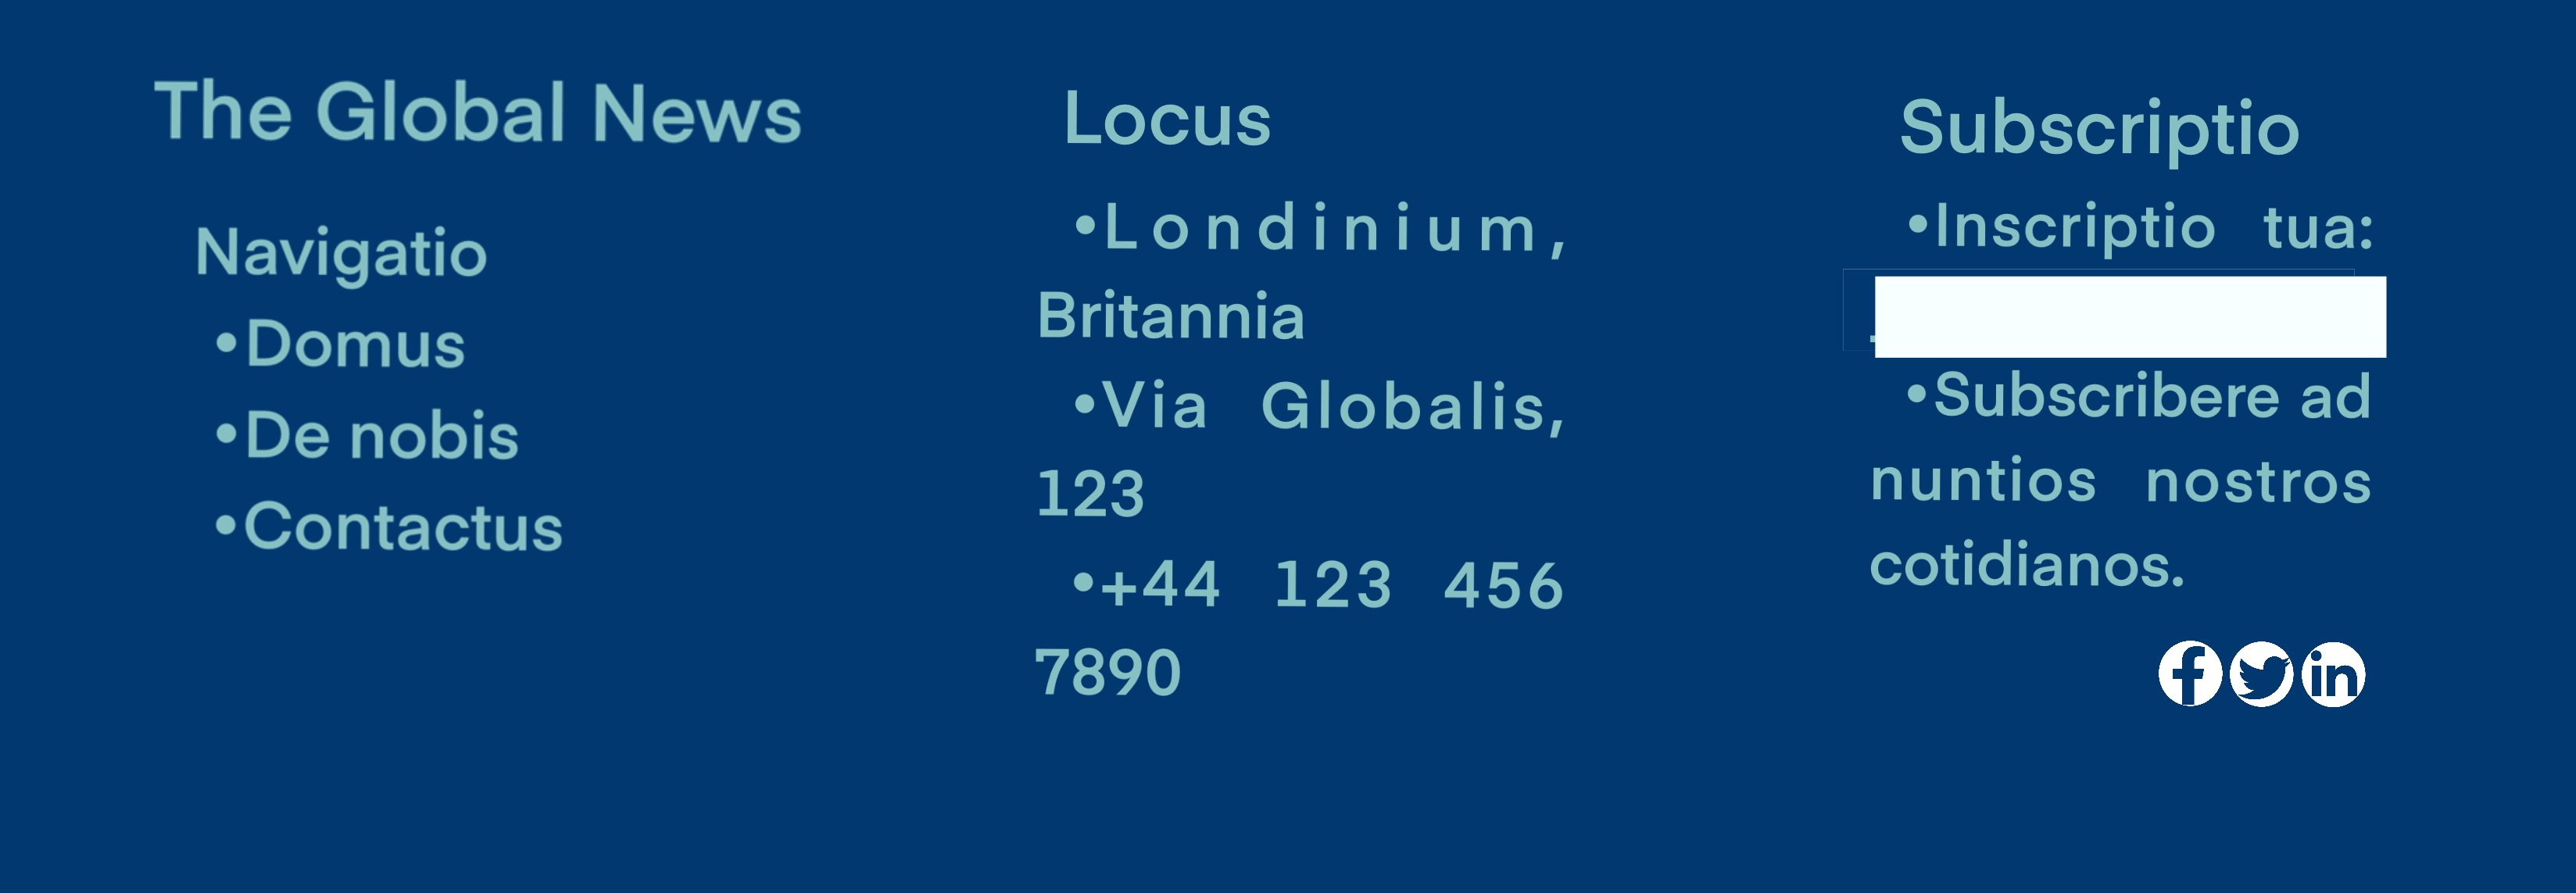 The Global News
Navigatio
•Domus
•De nobis
•Contactus
Locus
•Londinium,
Britannia
•Via Globalis,
123
•+44 123 456
7890
Subscriptio
•Inscriptio tua:
•Subscribere ad
nuntios nostros
cotidianos.